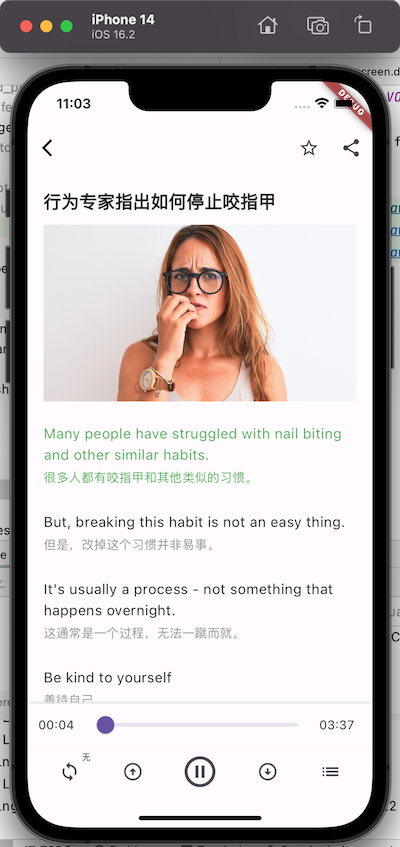 iPhone 14
iOS 16.2
screen.d
11:03
DEBUG
行为专家指出如何停止咬指甲
Many people have struggled with nail biting
and other similar habits.
很多人都有咬指甲和其他类似的习惯。
But, breaking this habit is not an easy thing.
但是，改掉这个习惯并非易事。
It's usually a process - not something that
happens overnight.
这通常是一个过程，无法一蹴而就。
Be kind to yourself
善待自己
00:04
03:37
无